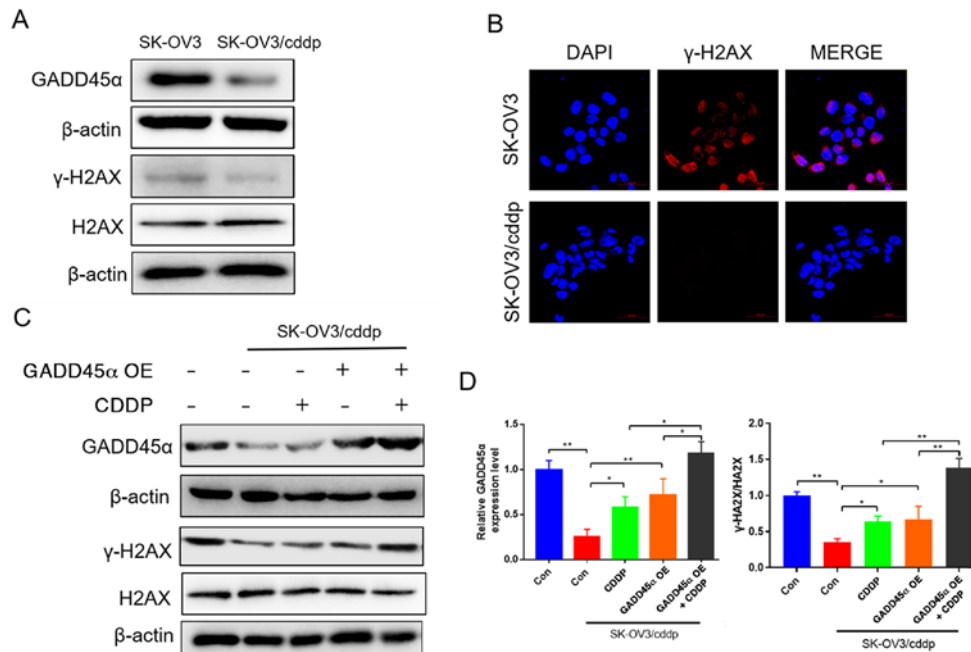 A
SK-OV3 SK-OV3/cddp
GADD45α
β-actin
γ-H2AX
H2AX
β-actin
B
DAPI γ-H2AX MERGE
SK-OV3
SK-OV3/cddp
C
SK-OV3/cddp
GADD45α OE - - - + +
CDDP - - + - +
GADD45α
β-actin
γ-H2AX
H2AX
β-actin
D
Relative GADD45α
expression level
1.5
1.0
0.5
0.0
** * ** * *
Con
Con
CDDP
GADD45α OE
GADD45α OE
+ CDDP
SK-OV3/cddp
γ-HA2X/HA2X
2.0
1.5
1.0
0.5
0.0
** * * ** **
Con
Con
CDDP
GADD45α OE
GADD45α OE
+ CDDP
SK-OV3/cddp